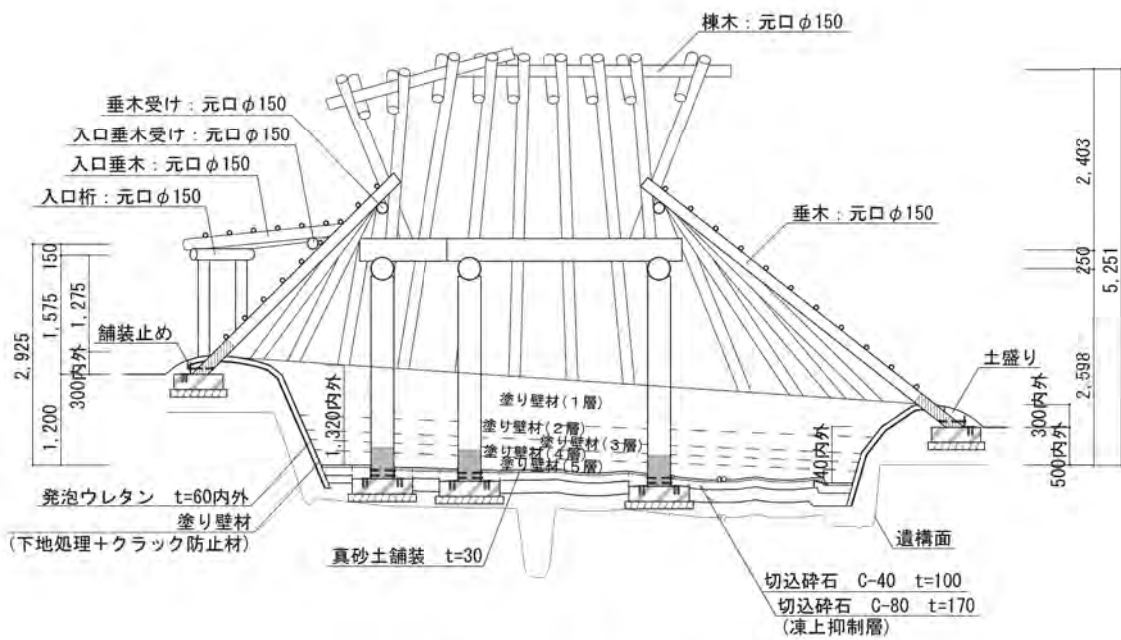 棟木：元口φ150
垂木受け：元口φ150
入口垂木受け：元口φ150
入口垂木：元口φ150
入口桁：元口φ150
垂木：元口φ150
2,403
250
5,251
2,598
300内外
500内外
150
1,575
1,275
2,925
300内外
1,200
舗装止め
土盛り
1,320内外
740内外
塗り壁材(1層)
塗り壁材(2層)
塗り壁材(3層)
塗り壁材(4層)
塗り壁材(5層)
発泡ウレタン t=60内外
塗り壁材
(下地処理＋クラック防止材)
真砂土舗装 t=30
遺構面
切込砕石 C-40 t=100
切込砕石 C-80 t=170
(凍上抑制層)